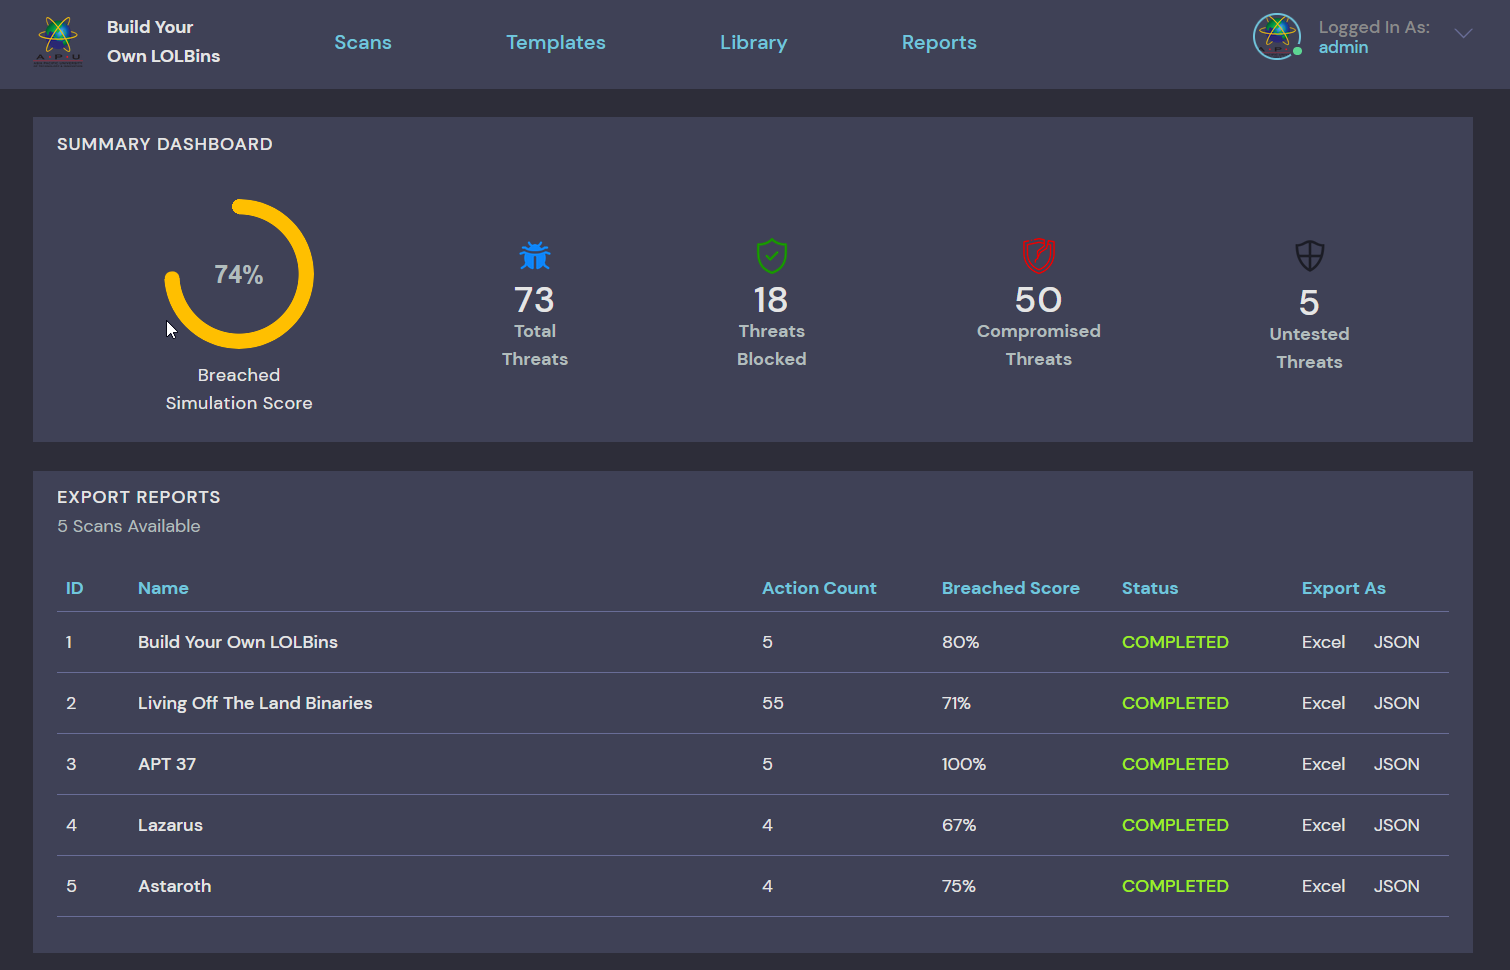 Build Your
Own LOLBins
Scans
Templates
Library
Reports
Logged In As:
admin
A P U
SUMMARY DASHBOARD
74%
Breached
Simulation Score
73
Total
Threats
18
Threats
Blocked
50
Compromised
Threats
5
Untested
Threats
EXPORT REPORTS
5 Scans Available
ID Name Action Count Breached Score Status Export As
1 Build Your Own LOLBins 5 80% COMPLETED Excel JSON
2 Living Off The Land Binaries 55 71% COMPLETED Excel JSON
3 APT 37 5 100% COMPLETED Excel JSON
4 Lazarus 4 67% COMPLETED Excel JSON
5 Astaroth 4 75% COMPLETED Excel JSON